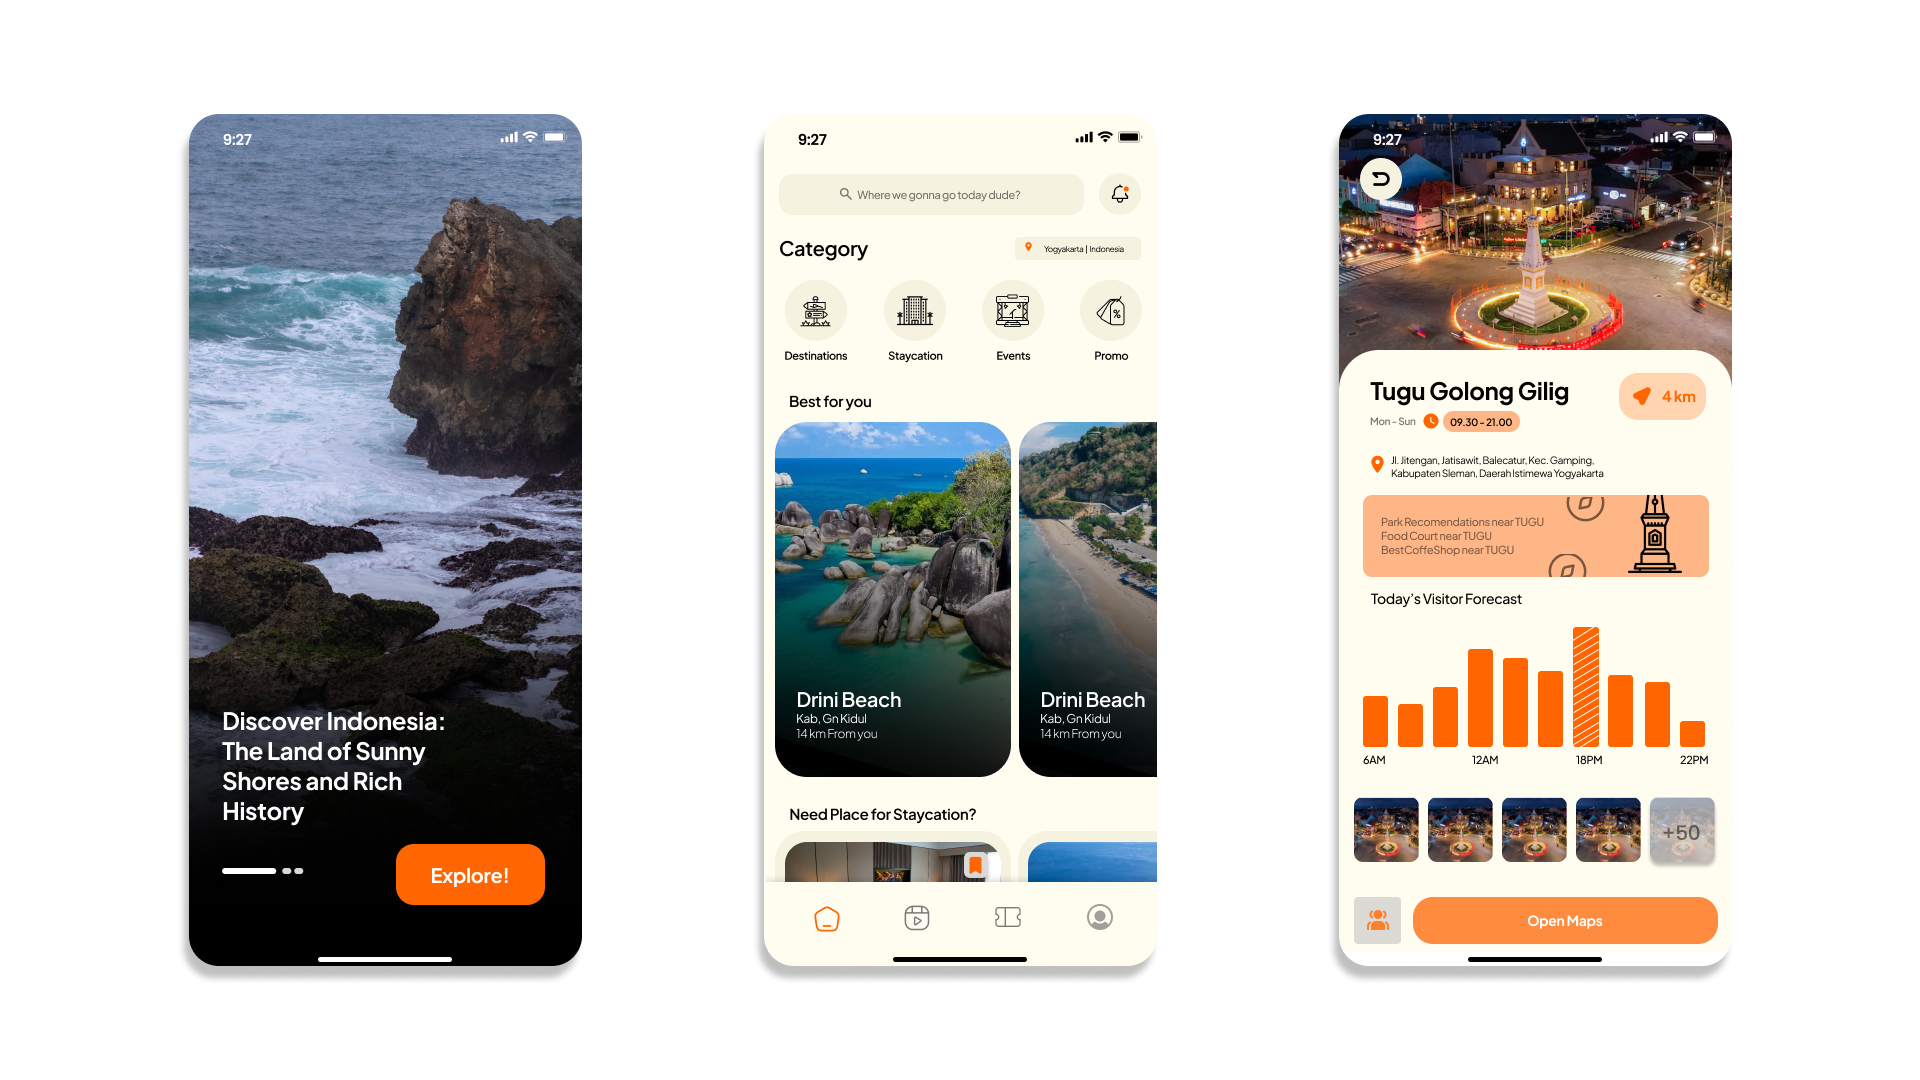 9:27
Discover Indonesia:
The Land of Sunny
Shores and Rich
History
Explore!
9:27
Where we gonna go today dude?
Category
Yogyakarta | Indonesia
%
Destinations
Staycation
Events
Promo
Best for you
Drini Beach
Kab, Gn Kidul
14 km From you
Drini Beach
Kab, Gn Kidul
14 km From you
Need Place for Staycation?
9:27
Tugu Golong Gilig
4 km
Mon - Sun
09.30 - 21.00
Jl. Jitengan, Jatisawit, Balecatur, Kec. Gamping,
Kabupaten Sleman, Daerah Istimewa Yogyakarta
Park Recomendations near TUGU
Food Court near TUGU
BestCoffeShop near TUGU
Today's Visitor Forecast
6AM
12AM
18PM
22PM
+50
Open Maps